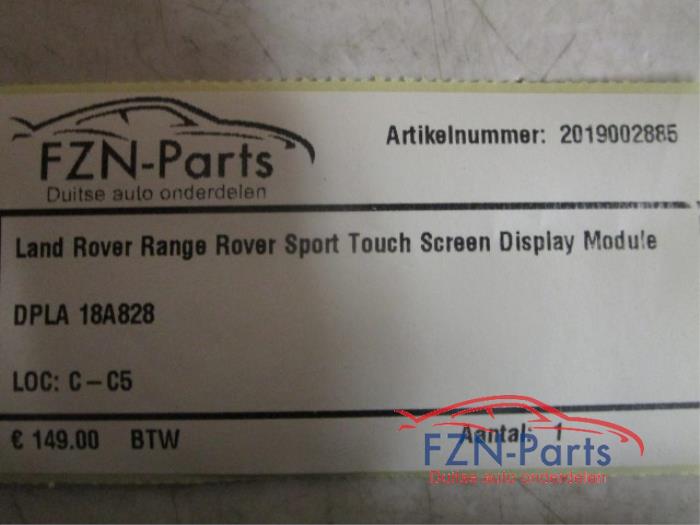 FZN-Parts
Duitse auto onderdelen
Artikelnummer: 2019002885
Land Rover Range Rover Sport Touch Screen Display Module
DPLA 18A828
LOC: C-C5
€ 149.00 BTW
Aantal: 1
FZN-Parts
Duitse auto onderdelen